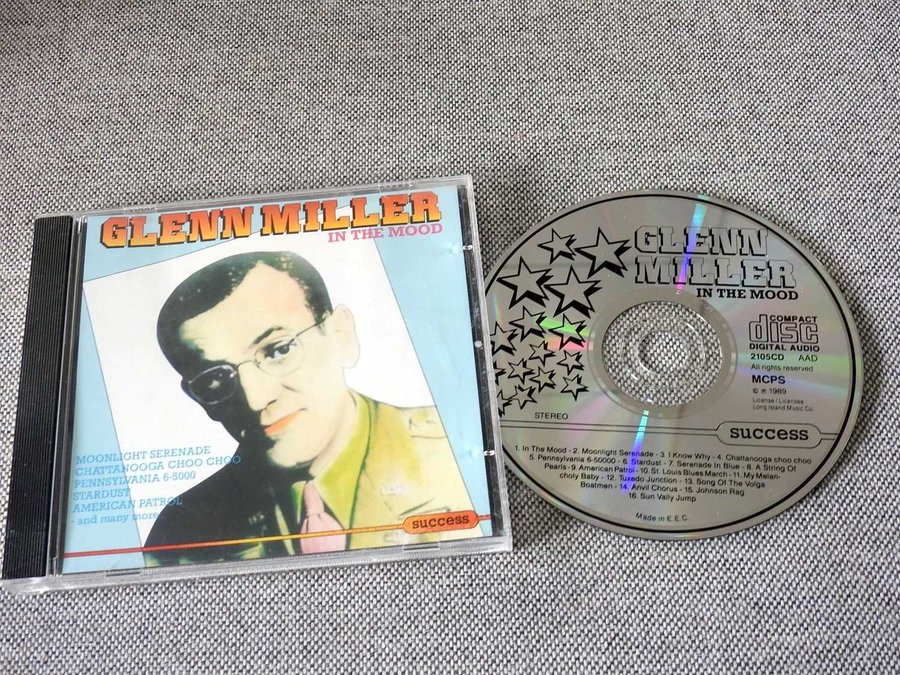 GLENN MILLER
IN THE MOOD
MOONLIGHT SERENADE
CHATTANOOGA CHOO CHOO
PENNSYLVANIA 6-5000
STARDUST
AMERICAN PATROL
- and many more
success
GLENN
MILLER
IN THE MOOD
COMPACT
disc
DIGITAL AUDIO
2105CD AAD
All rights reserved
MCPS
© ℗ 1989
License / Licensee
Long Island Music Co.
STEREO
success
1. In The Mood - 2. Moonlight Serenade - 3. I Know Why - 4. Chattanooga choo choo
5. Pennsylvania 6-50000 - 6. Stardust - 7. Serenade In Blue - 8. A String Of
Pearls - 9. American Patrol - 10. St. Louis Blues March - 11. My Melan-
choly Baby - 12. Tuxedo Junction - 13. Song Of The Volga
Boatmen - 14. Anvil Chorus - 15. Johnson Rag
16. Sun Vally Jump
Made in E.E.C.